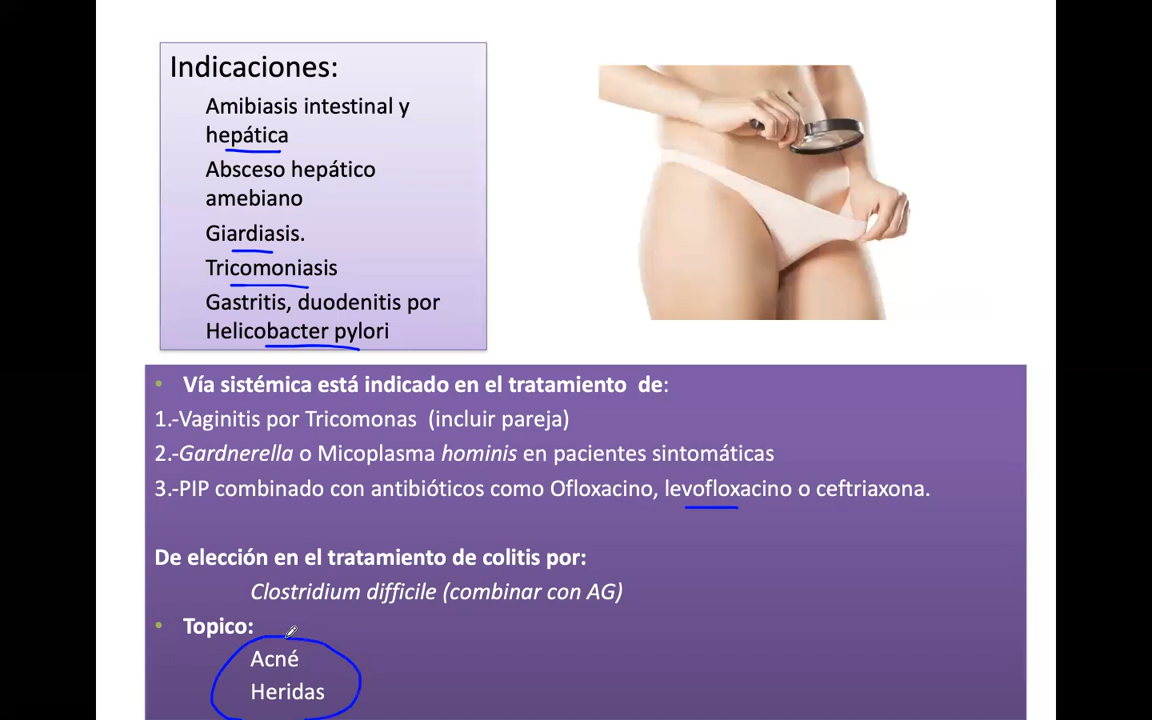 Indicaciones:
Amibiasis intestinal y
hepática
Absceso hepático
amebiano
Giardiasis.
Tricomoniasis
Gastritis, duodenitis por
Helicobacter pylori
• Vía sistémica está indicado en el tratamiento de:
1.-Vaginitis por Tricomonas (incluir pareja)
2.-Gardnerella o Micoplasma hominis en pacientes sintomáticas
3.-PIP combinado con antibióticos como Ofloxacino, levofloxacino o ceftriaxona.
De elección en el tratamiento de colitis por:
Clostridium difficile (combinar con AG)
• Topico:
Acné
Heridas